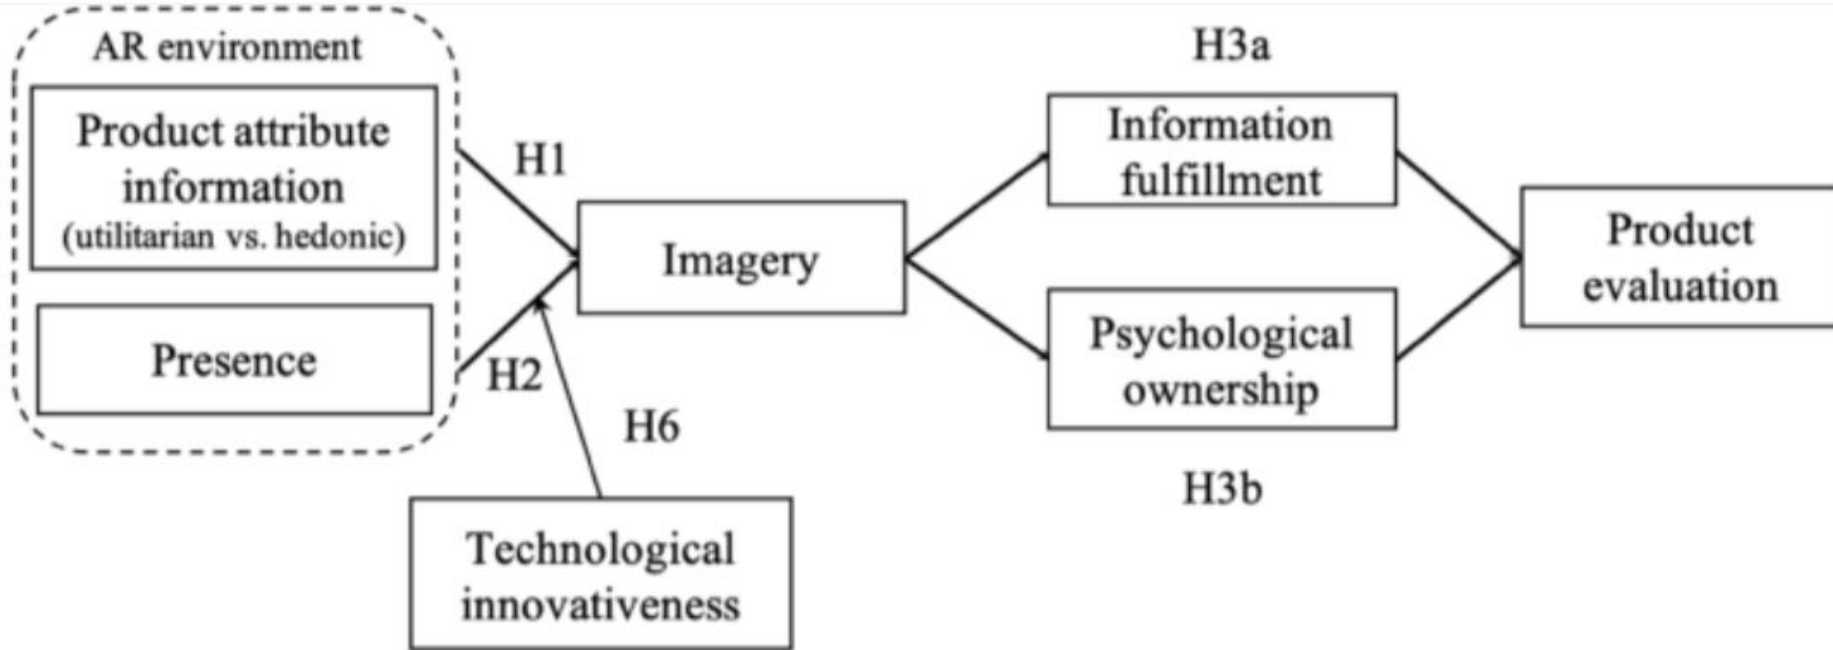 AR environment
Product attribute
information
(utilitarian vs. hedonic)
Presence
H1
H2
H6
Technological
innovativeness
Imagery
H3a
Information
fulfillment
Psychological
ownership
H3b
Product
evaluation